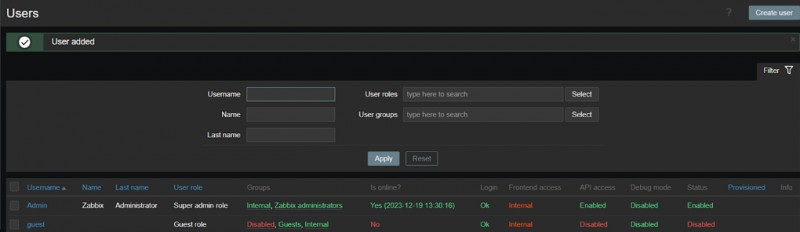 Users ? Create user
User added ×
Filter
Username User roles type here to search Select
Name User groups type here to search Select
Last name
Apply Reset
Username Name Last name User role Groups Is online? Login Frontend access API access Debug mode Status Provisioned Info
Admin Zabbix Administrator Super admin role Internal, Zabbix administrators Yes (2023-12-19 13:30:16) Ok Internal Enabled Disabled Enabled
guest Guest role Disabled, Guests, Internal No Ok Internal Disabled Disabled Disabled